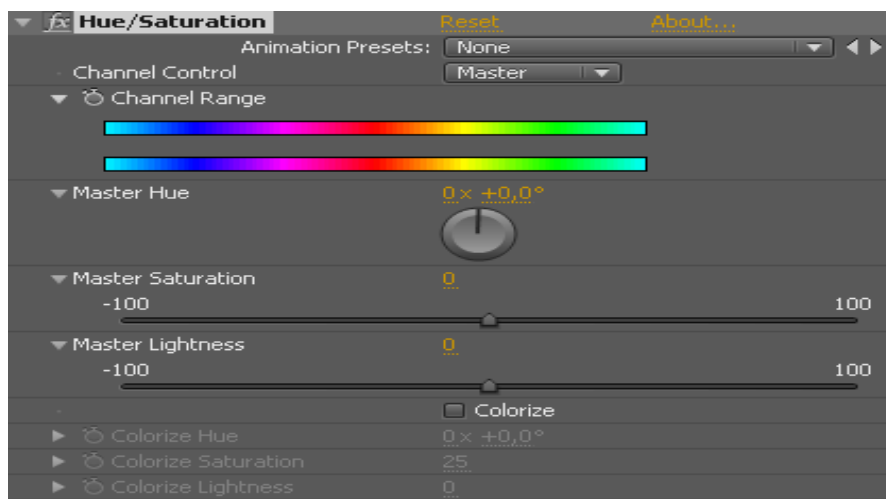 fx Hue/Saturation Reset About...
Animation Presets: None
Channel Control Master
Channel Range
Master Hue 0x +0,0°
Master Saturation 0
-100 100
Master Lightness 0
-100 100
Colorize
Colorize Hue 0x +0,0°
Colorize Saturation 25
Colorize Lightness 0